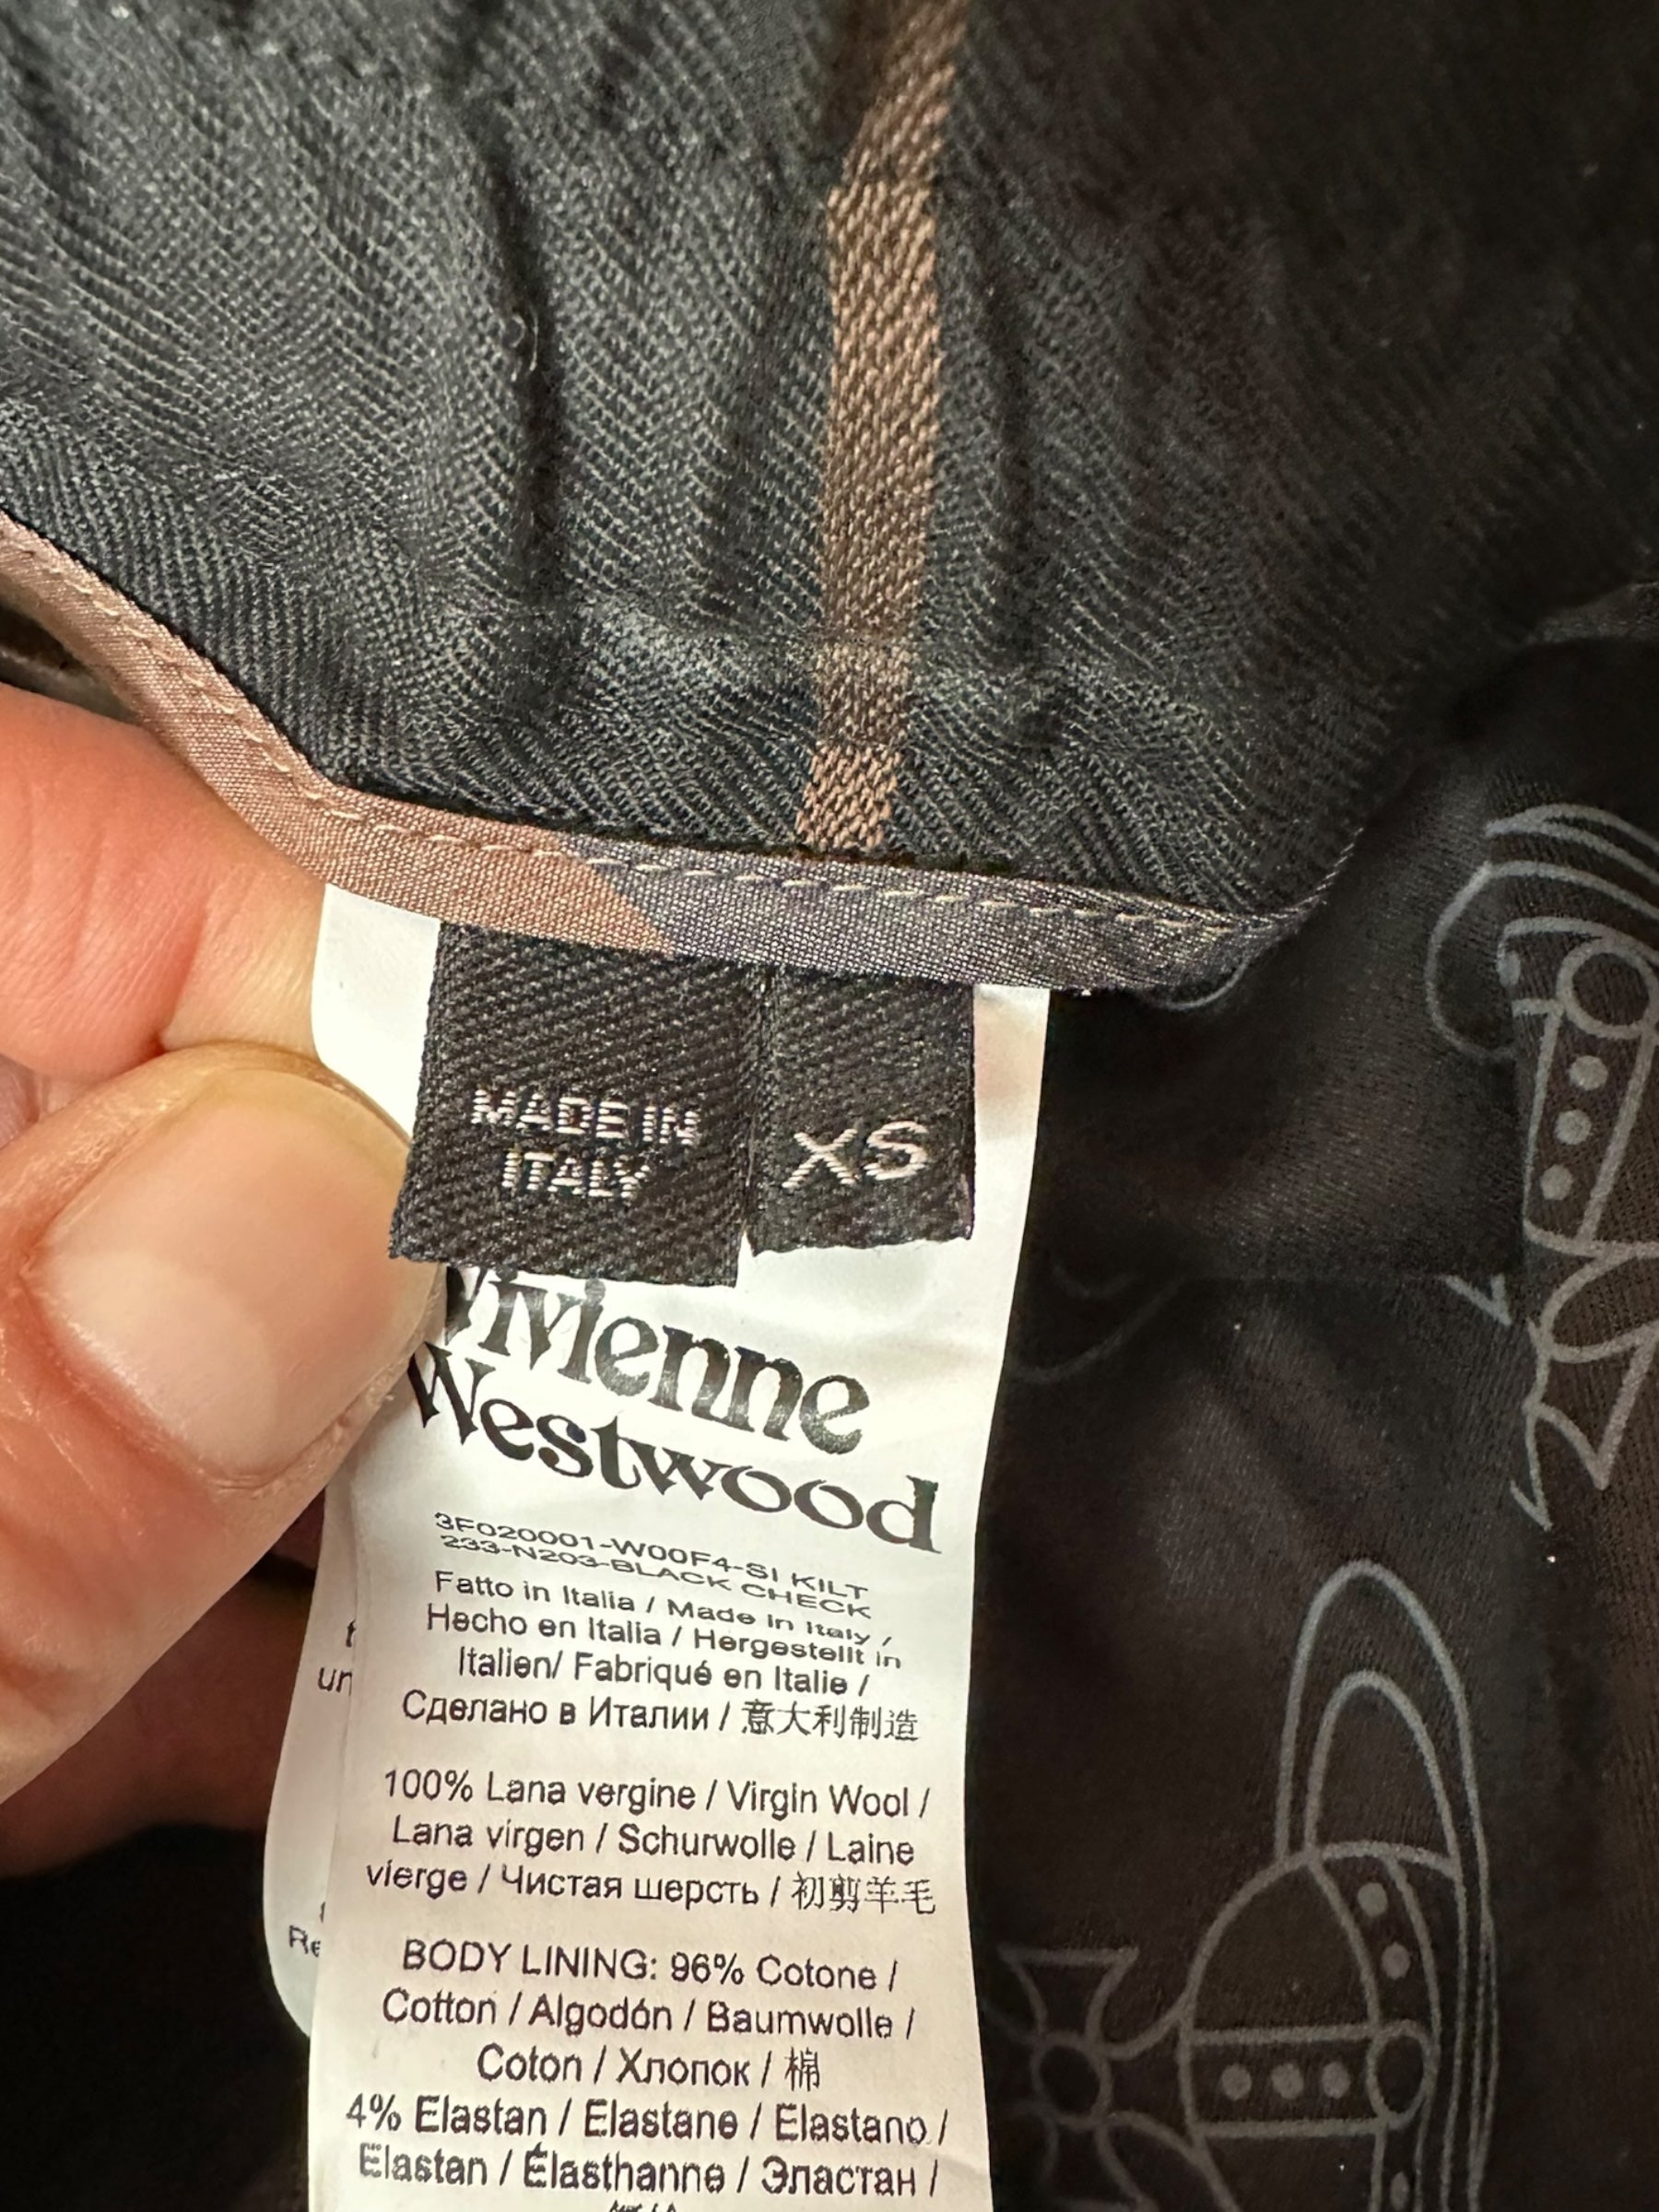 MADE IN
ITALY
XS
Vivienne
Westwood
3F020001-W00F4-SI KILT
233-N203-BLACK CHECK
Fatto in Italia / Made in Italy /
Hecho en Italia / Hergestellt in
Italien/ Fabriqué en Italie /
Сделано в Италии / 意大利制造
100% Lana vergine / Virgin Wool /
Lana virgen / Schurwolle / Laine
vierge / Чистая шерсть / 初剪羊毛
BODY LINING: 96% Cotone /
Cotton / Algodón / Baumwolle /
Coton / Хлопок / 棉
4% Elastan / Elastane / Elastano /
Elastan / Élasthanne / Эластан /